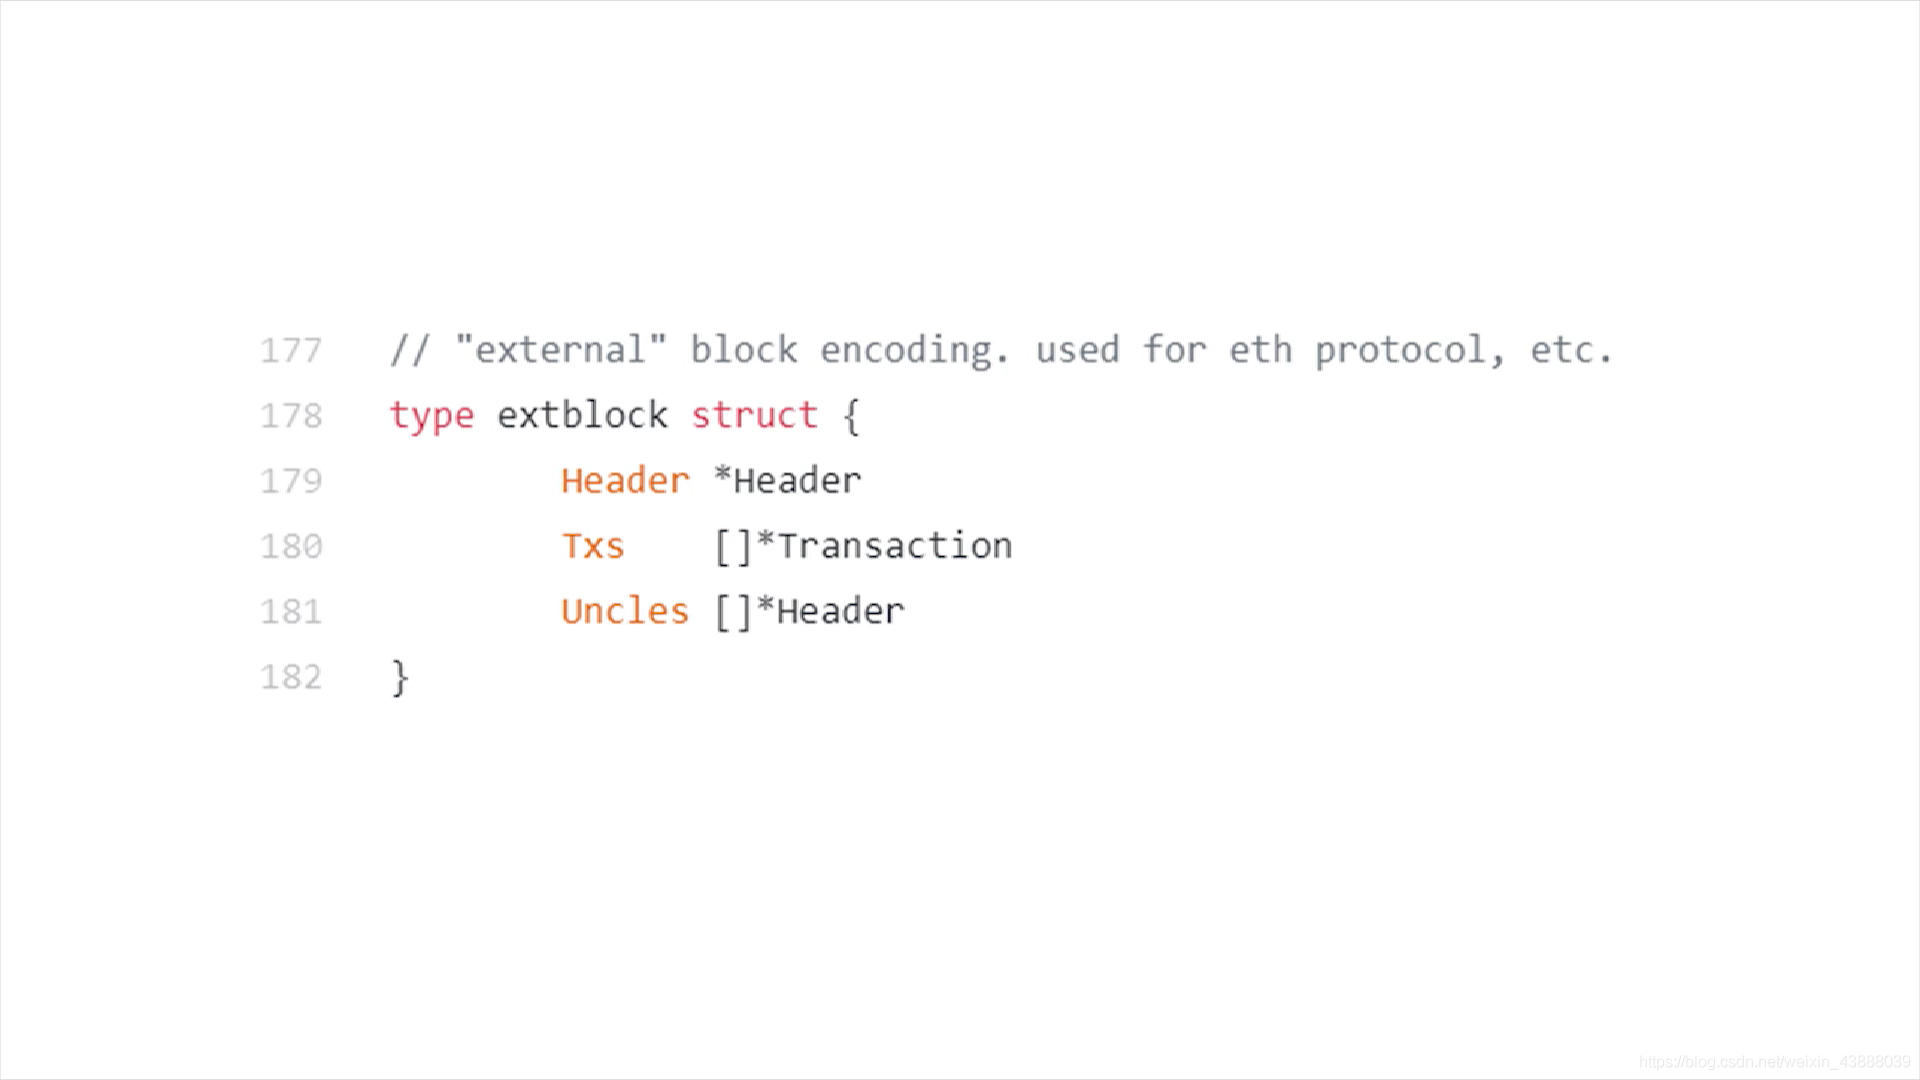 177 // "external" block encoding. used for eth protocol, etc.
178 type extblock struct {
179 Header *Header
180 Txs []*Transaction
181 Uncles []*Header
182 }
https://blog.csdn.net/weixin_43888039